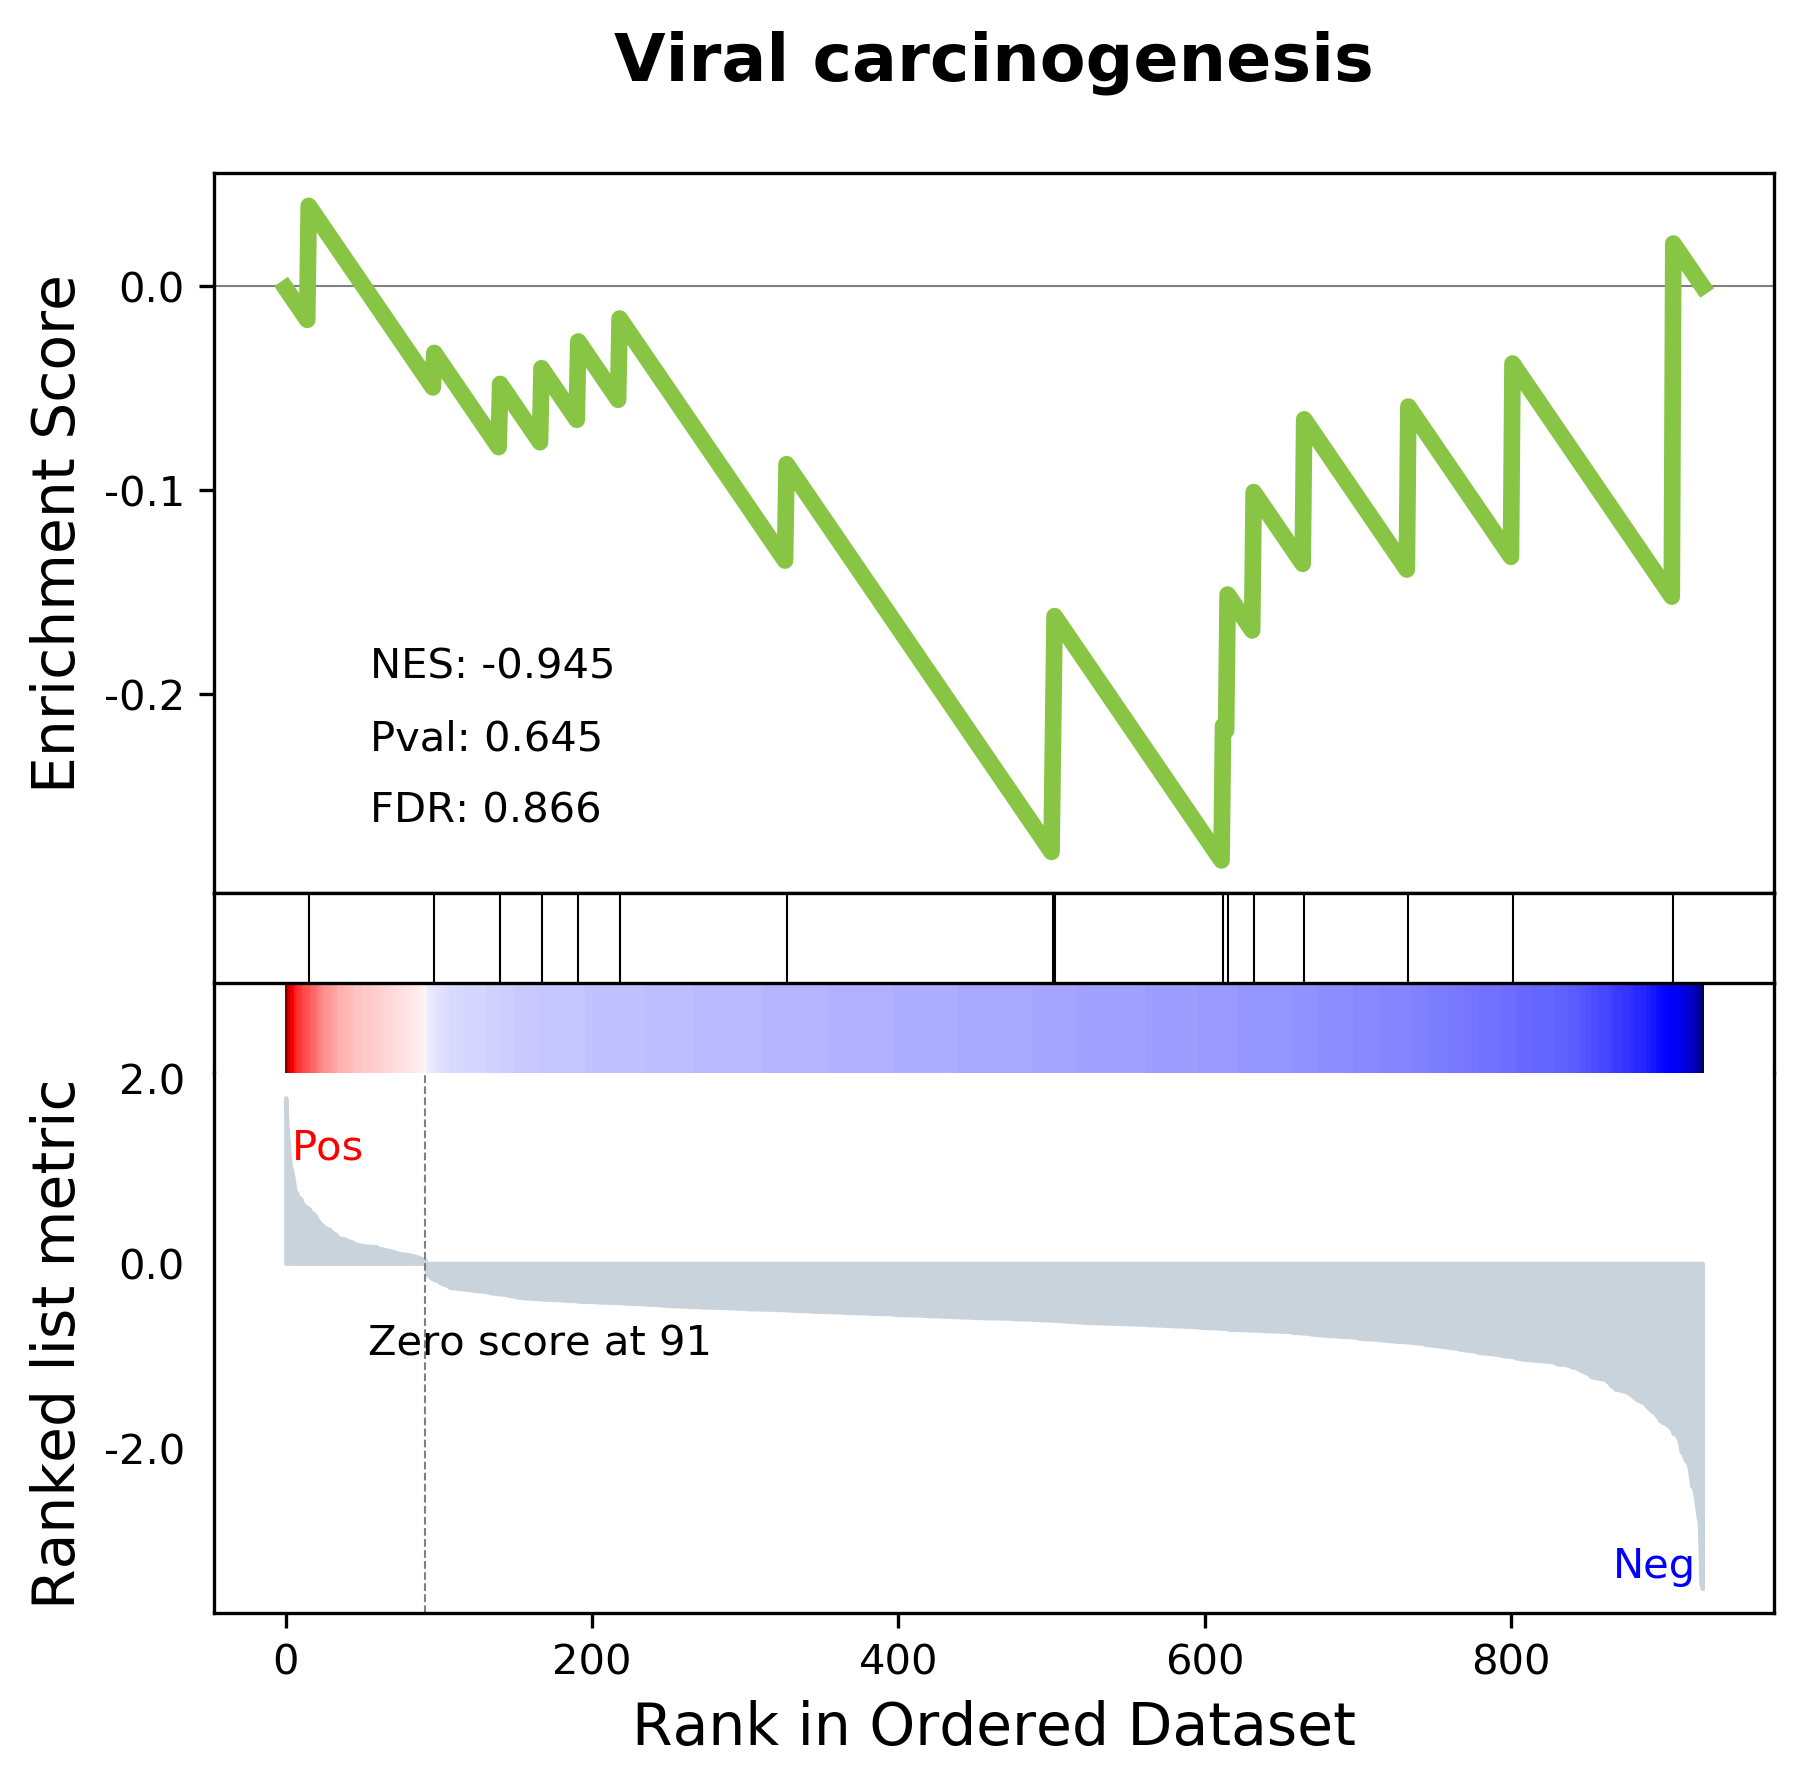 Viral carcinogenesis
Enrichment Score
0.0
-0.1
-0.2
NES: -0.945
Pval: 0.645
FDR: 0.866
Ranked list metric
2.0
0.0
-2.0
Pos
Zero score at 91
Neg
0 200 400 600 800
Rank in Ordered Dataset